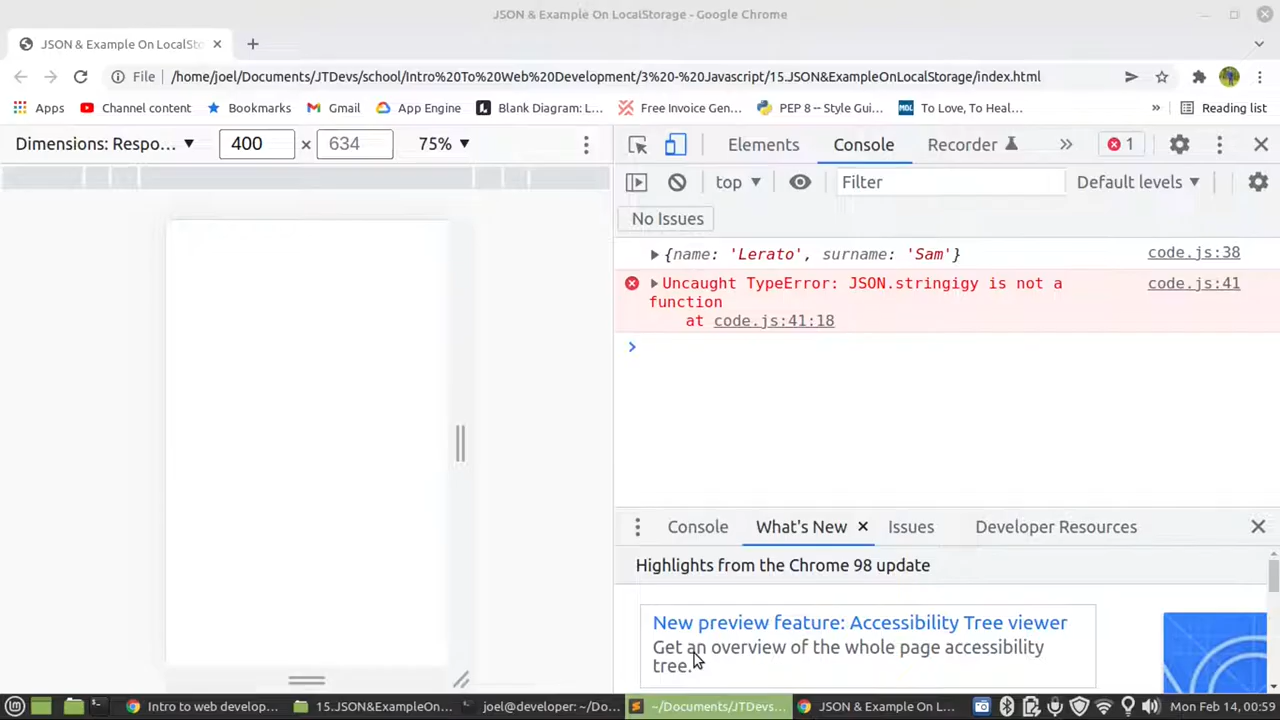 JSON & Example On LocalStorage - Google Chrome
JSON & Example On LocalSto
File /home/joel/Documents/JTDevs/school/Intro%20To%20Web%20Development/3%20-%20Javascript/15.JSON&ExampleOnLocalStorage/index.html
Apps Channel content Bookmarks Gmail App Engine Blank Diagram: L... Free Invoice Gen... PEP 8 -- Style Gui... MDL To Love, To Heal... » Reading list
Dimensions: Respo... 400 × 634 75%
Elements Console Recorder » 1
top Filter Default levels
No Issues
{name: 'Lerato', surname: 'Sam'} code.js:38
Uncaught TypeError: JSON.stringigy is not a code.js:41
function
at code.js:41:18
Console What's New Issues Developer Resources
Highlights from the Chrome 98 update
New preview feature: Accessibility Tree viewer
Get an overview of the whole page accessibility
tree.
Intro to web develop... 15.JSON&ExampleOn... joel@developer: ~/Do... ~/Documents/JTDevs... JSON & Example On L... Mon Feb 14, 00:59